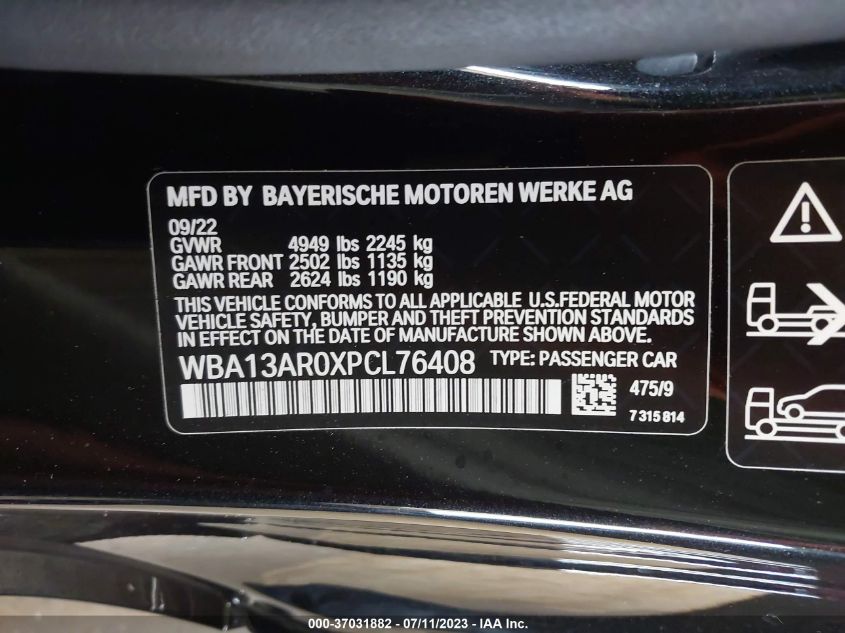 MFD BY BAYERISCHE MOTOREN WERKE AG
09/22
GVWR 4949 lbs 2245 kg
GAWR FRONT 2502 lbs 1135 kg
GAWR REAR 2624 lbs 1190 kg
THIS VEHICLE CONFORMS TO ALL APPLICABLE U.S.FEDERAL MOTOR
VEHICLE SAFETY, BUMPER AND THEFT PREVENTION STANDARDS
IN EFFECT ON THE DATE OF MANUFACTURE SHOWN ABOVE.
WBA13AR0XPCL76408 TYPE: PASSENGER CAR
475/9
7 315 814
000-37031882 - 07/11/2023 - IAA Inc.